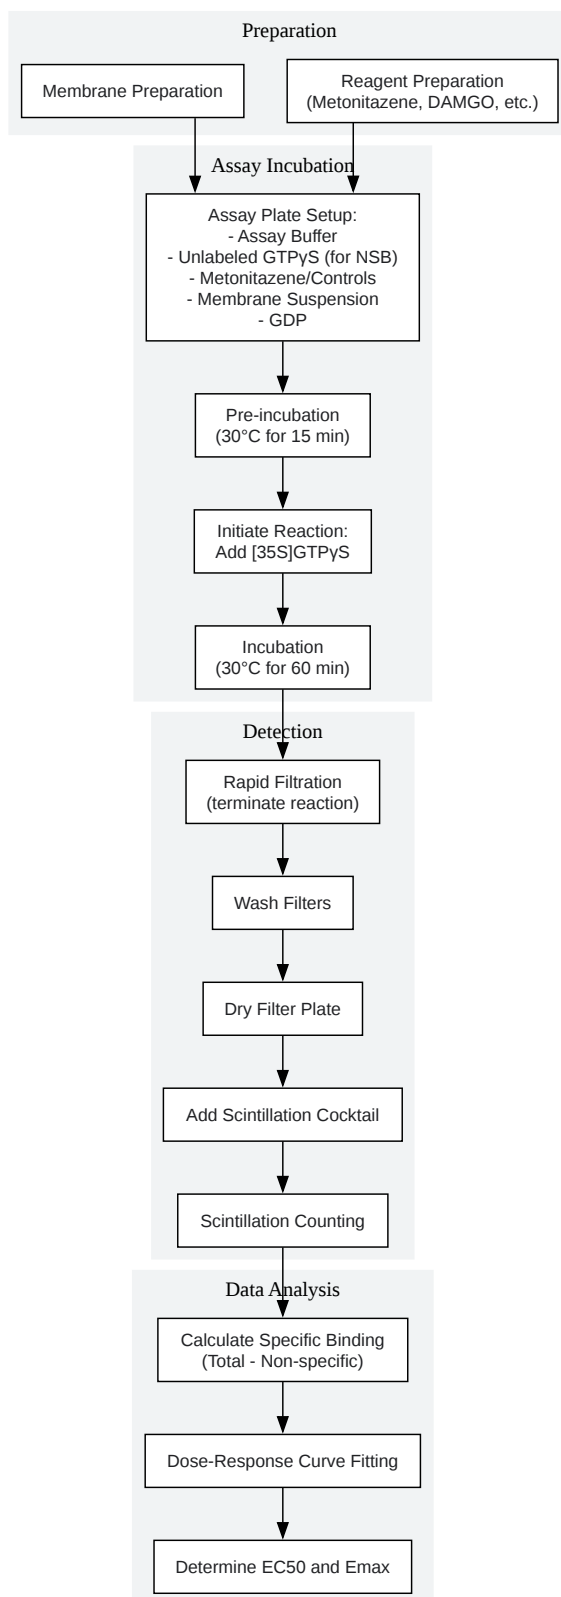 Preparation
Membrane Preparation
Reagent Preparation
(Metonitazene, DAMGO, etc.)
Assay Incubation
Assay Plate Setup:
- Assay Buffer
- Unlabeled GTPγS (for NSB)
- Metonitazene/Controls
- Membrane Suspension
- GDP
Pre-incubation
(30°C for 15 min)
Initiate Reaction:
Add [35S]GTPγS
Incubation
(30°C for 60 min)
Detection
Rapid Filtration
(terminate reaction)
Wash Filters
Dry Filter Plate
Add Scintillation Cocktail
Scintillation Counting
Data Analysis
Calculate Specific Binding
(Total - Non-specific)
Dose-Response Curve Fitting
Determine EC50 and Emax